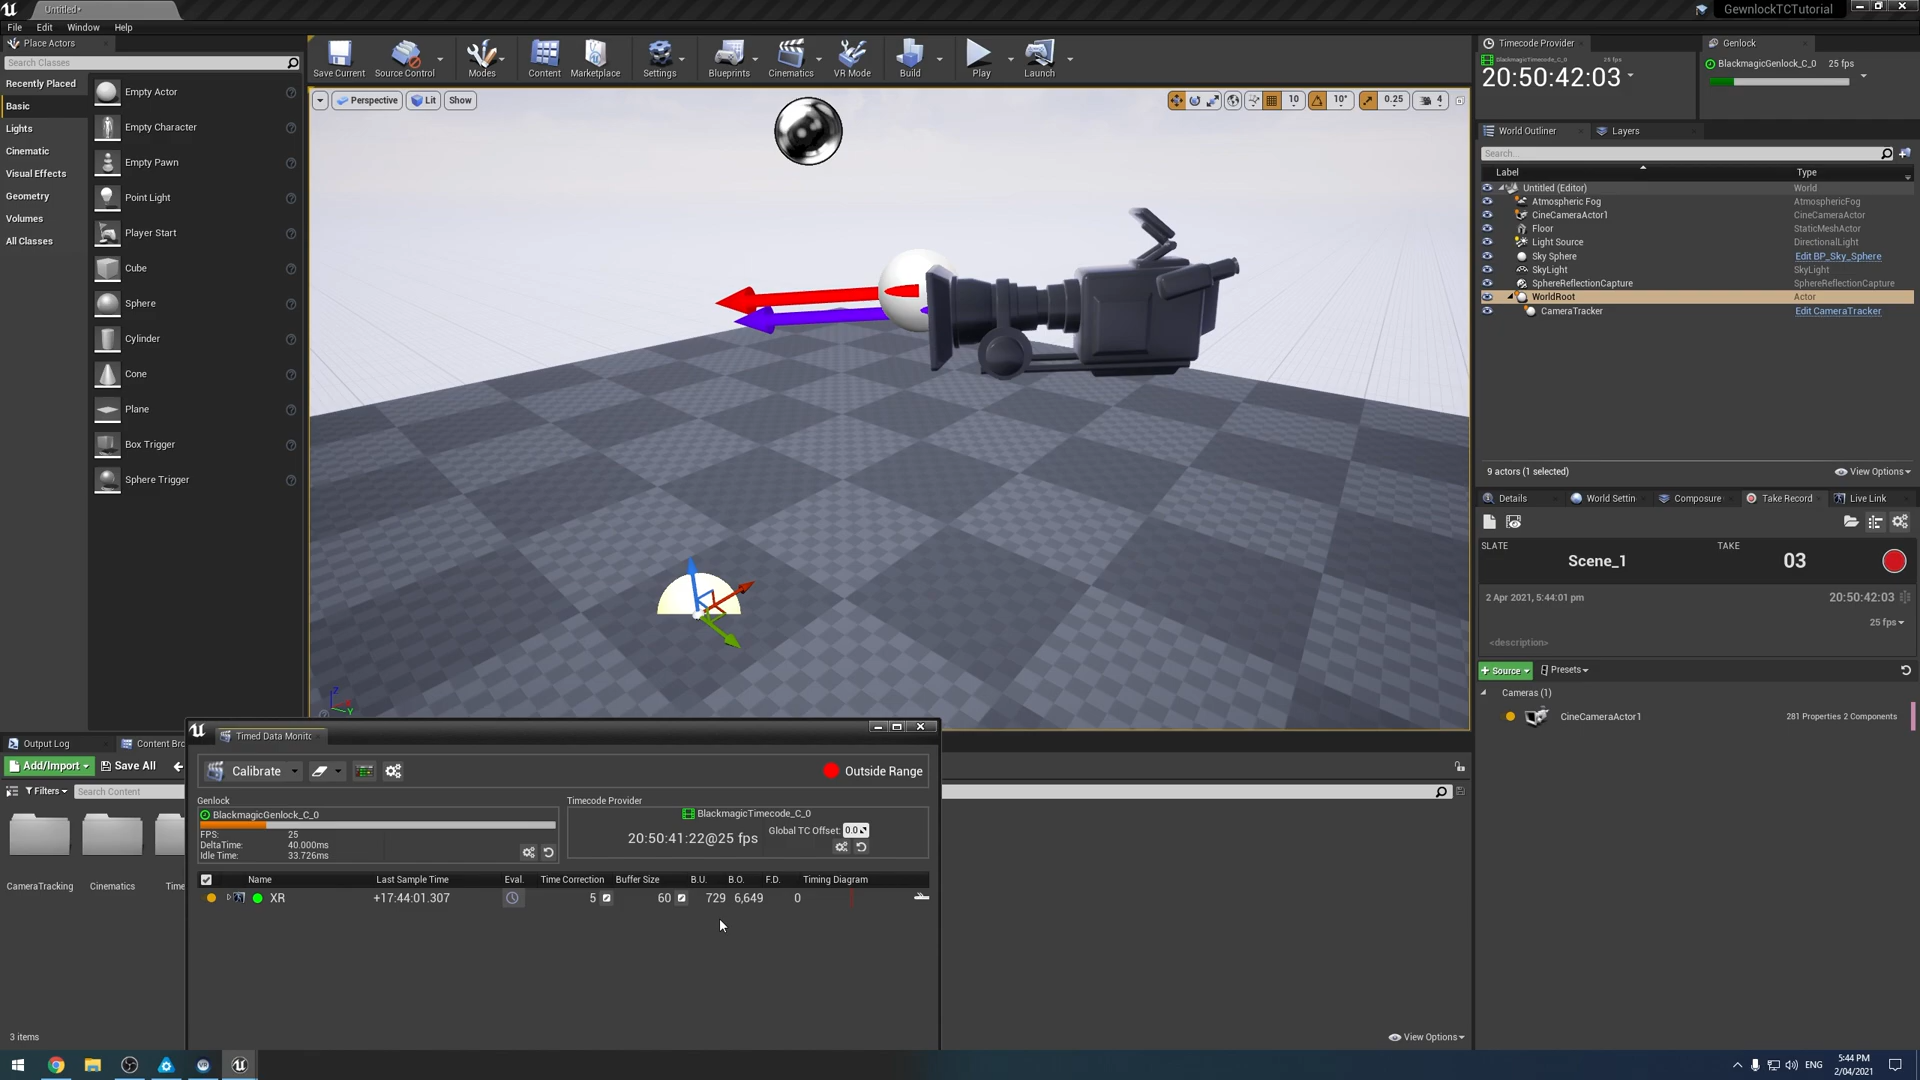 Untitled*
GewnlockTCTutorial
File Edit Window Help
Place Actors
Search Classes
Recently Placed
Basic
Lights
Cinematic
Visual Effects
Geometry
Volumes
All Classes
Empty Actor
Empty Character
Empty Pawn
Point Light
Player Start
Cube
Sphere
Cylinder
Cone
Plane
Box Trigger
Sphere Trigger
Save Current Source Control Modes Content Marketplace Settings Blueprints Cinematics VR Mode Build Play Launch
Perspective Lit Show
10 10° 0.25 4
Timecode Provider
BlackmagicTimecode_C_0 25 fps
20:50:42:03
Genlock
BlackmagicGenlock_C_0 25 fps
World Outliner Layers
Search...
Label Type
Untitled (Editor) World
Atmospheric Fog AtmosphericFog
CineCameraActor1 CineCameraActor
Floor StaticMeshActor
Light Source DirectionalLight
Sky Sphere Edit BP_Sky_Sphere
SkyLight SkyLight
SphereReflectionCapture SphereReflectionCapture
WorldRoot Actor
CameraTracker Edit CameraTracker
9 actors (1 selected) View Options
Details World Settin Composure Take Record Live Link
SLATE TAKE
Scene_1 03
2 Apr 2021, 5:44:01 pm 20:50:42:03
25 fps
<description>
Source Presets
Cameras (1)
CineCameraActor1 281 Properties 2 Components
Output Log Content Bro
Add/Import Save All
Filters Search Content
CameraTracking Cinematics Time
3 items
View Options
Timed Data Monitc
Calibrate Outside Range
Genlock
BlackmagicGenlock_C_0
FPS: 25
DeltaTime: 40.000ms
Idle Time: 33.726ms
Timecode Provider
BlackmagicTimecode_C_0
20:50:41:22@25 fps Global TC Offset: 0.0
Name Last Sample Time Eval. Time Correction Buffer Size B.U. B.O. F.D. Timing Diagram
XR +17:44:01.307 5 60 729 6,649 0
Z
Y
ENG
5:44 PM
2/04/2021